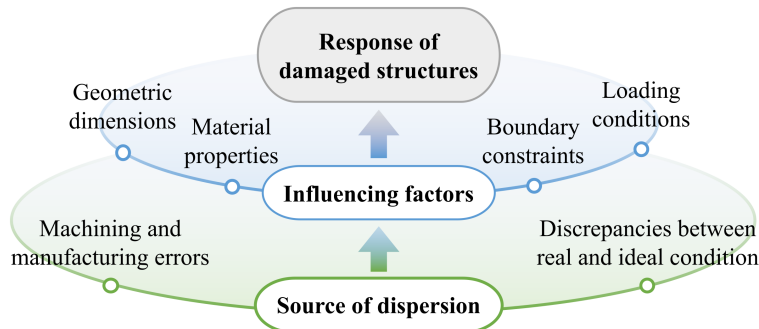 Response of
damaged structures
Geometric
dimensions
Material
properties
Boundary
constraints
Loading
conditions
Influencing factors
Machining and
manufacturing errors
Discrepancies between
real and ideal condition
Source of dispersion